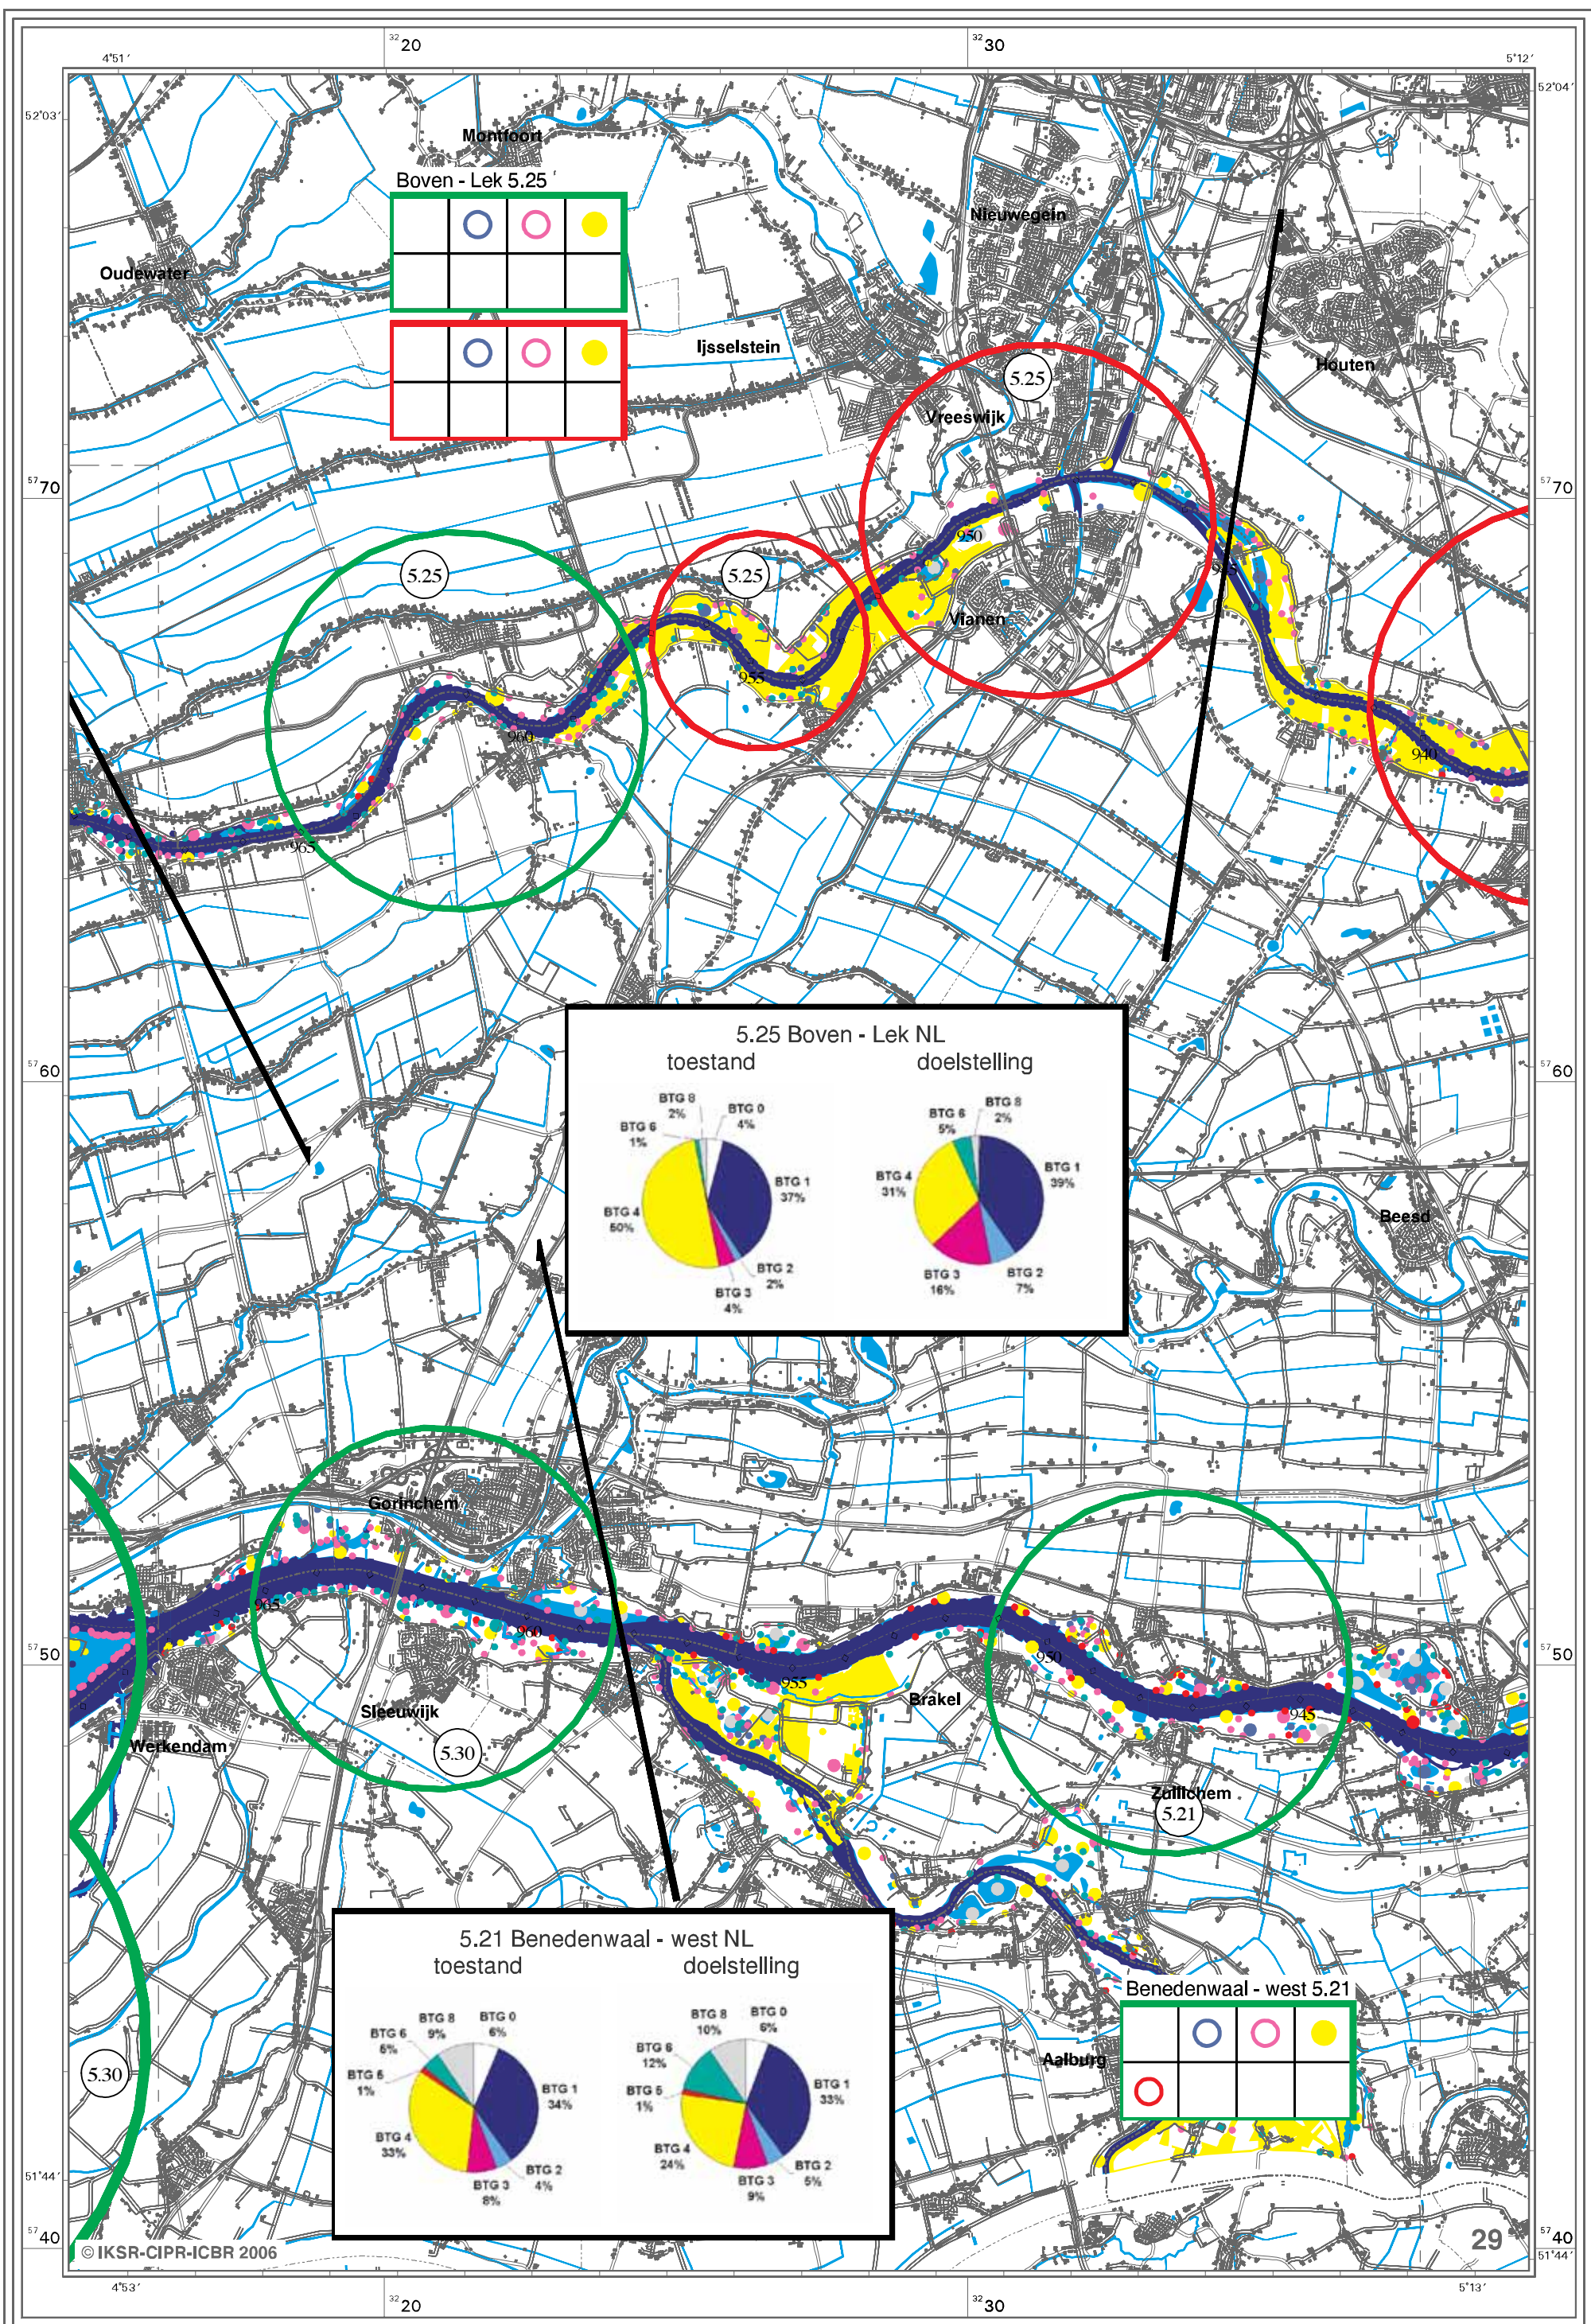 32 20
32 30
4°51′
5°12′
52°03′
52°04′
Montfoort
Boven - Lek 5.25
Nieuwegein
Oudewater
Ijsselstein
Houten
5.25
Vreeswijk
57 70
57 70
950
5.25
5.25
Vianen
955
960
940
965
57 60
57 60
5.25 Boven - Lek NL
toestand
doelstelling
BTG 8
2%
BTG 0
4%
BTG 6
1%
BTG 1
37%
BTG 4
50%
BTG 2
2%
BTG 3
4%
BTG 8
2%
BTG 6
5%
BTG 1
39%
BTG 4
31%
BTG 3
16%
BTG 2
7%
Beesd
Gorinchem
965
960
57 50
57 50
950
955
Brakel
Sleeuwijk
945
Werkendam
5.30
Zuilichem
5.21
5.21 Benedenwaal - west NL
toestand
doelstelling
BTG 8
9%
BTG 0
6%
BTG 6
5%
BTG 5
1%
BTG 1
34%
BTG 4
33%
BTG 2
4%
BTG 3
8%
BTG 8
10%
BTG 0
6%
BTG 6
12%
BTG 5
1%
BTG 1
33%
BTG 4
24%
BTG 2
5%
BTG 3
9%
Benedenwaal - west 5.21
Aalburg
5.30
51°44′
57 40
57 40
51°44′
© IKSR-CIPR-ICBR 2006
29
4°53′
5°13′
32 20
32 30